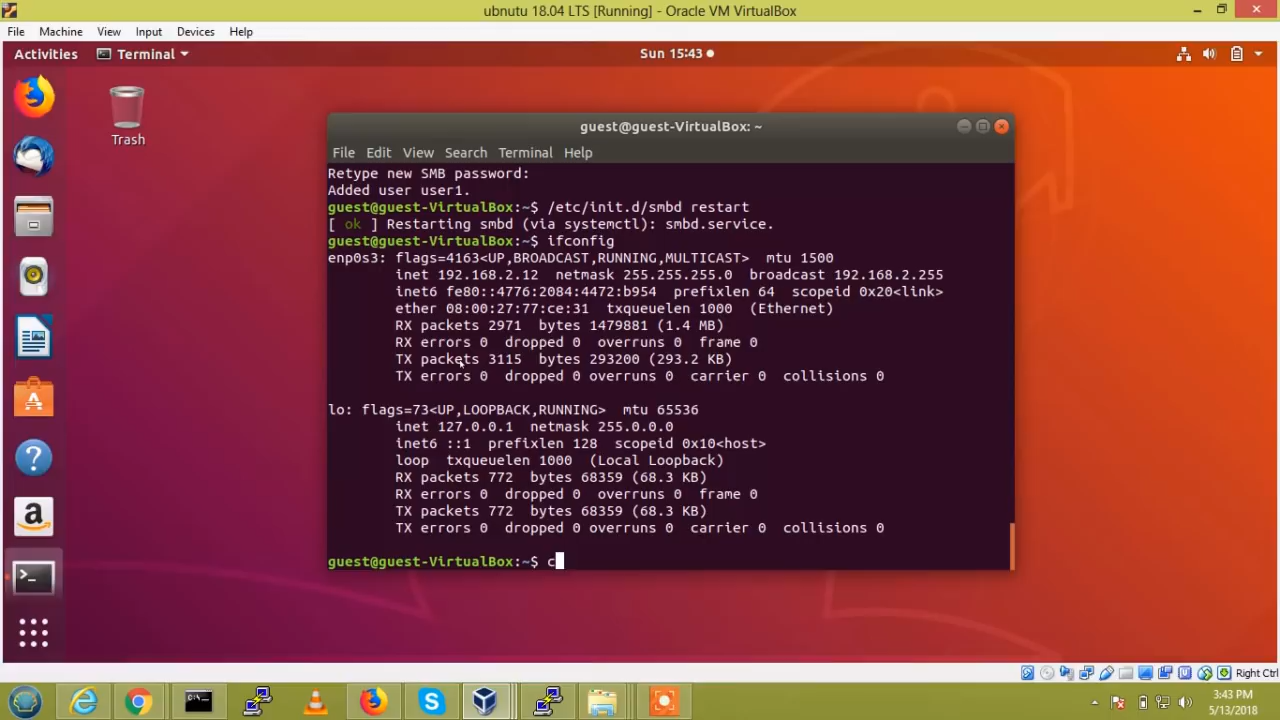 ubnutu 18.04 LTS [Running] - Oracle VM VirtualBox
File Machine View Input Devices Help
Activities Terminal Sun 15:43
Trash
guest@guest-VirtualBox: ~
File Edit View Search Terminal Help
Retype new SMB password:
Added user user1.
guest@guest-VirtualBox:~$ /etc/init.d/smbd restart
[ ok ] Restarting smbd (via systemctl): smbd.service.
guest@guest-VirtualBox:~$ ifconfig
enp0s3: flags=4163<UP,BROADCAST,RUNNING,MULTICAST> mtu 1500
inet 192.168.2.12 netmask 255.255.255.0 broadcast 192.168.2.255
inet6 fe80::4776:2084:4472:b954 prefixlen 64 scopeid 0x20<link>
ether 08:00:27:77:ce:31 txqueuelen 1000 (Ethernet)
RX packets 2971 bytes 1479881 (1.4 MB)
RX errors 0 dropped 0 overruns 0 frame 0
TX packets 3115 bytes 293200 (293.2 KB)
TX errors 0 dropped 0 overruns 0 carrier 0 collisions 0
lo: flags=73<UP,LOOPBACK,RUNNING> mtu 65536
inet 127.0.0.1 netmask 255.0.0.0
inet6 ::1 prefixlen 128 scopeid 0x10<host>
loop txqueuelen 1000 (Local Loopback)
RX packets 772 bytes 68359 (68.3 KB)
RX errors 0 dropped 0 overruns 0 frame 0
TX packets 772 bytes 68359 (68.3 KB)
TX errors 0 dropped 0 overruns 0 carrier 0 collisions 0
guest@guest-VirtualBox:~$ c
Right Ctrl
3:43 PM
5/13/2018